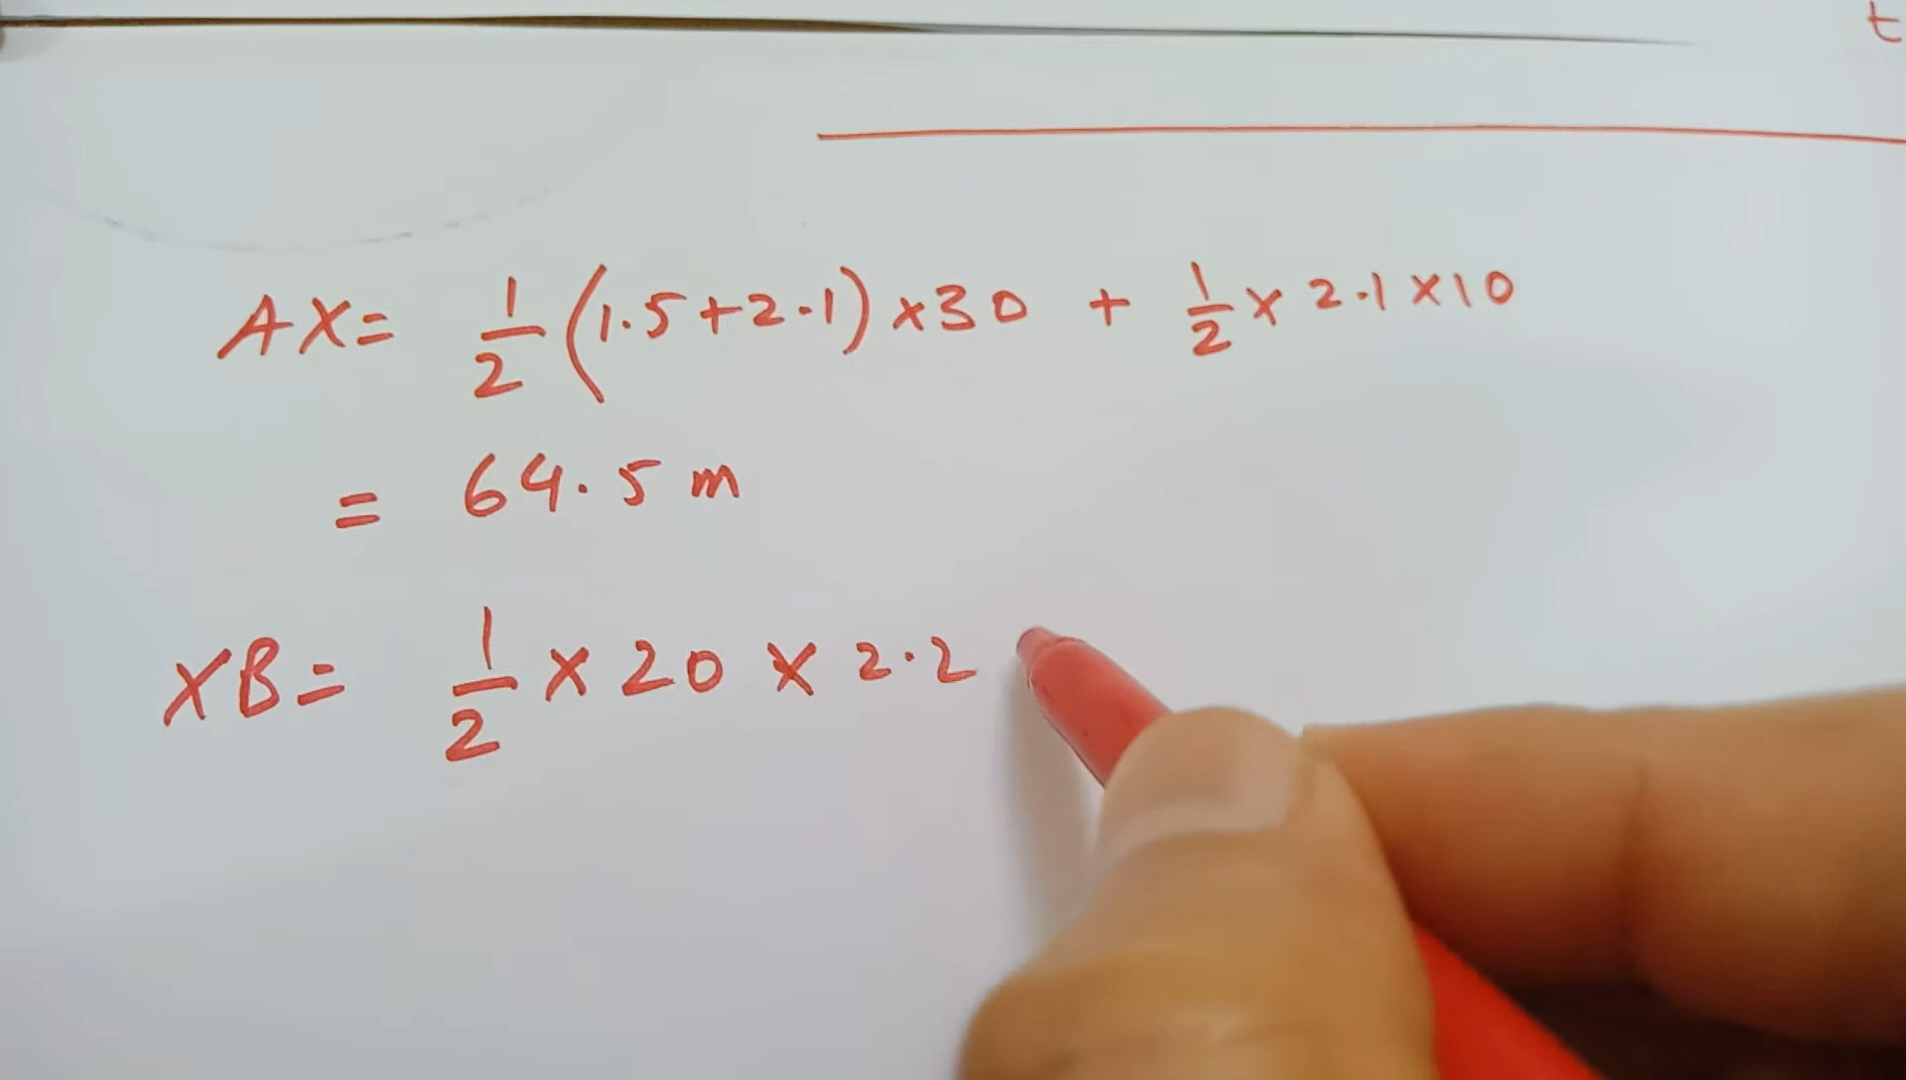 t
AX = 1/2 (1.5+2.1) ×30 + 1/2 × 2.1 ×10
= 64.5 m
XB = 1/2 × 20 × 2.2